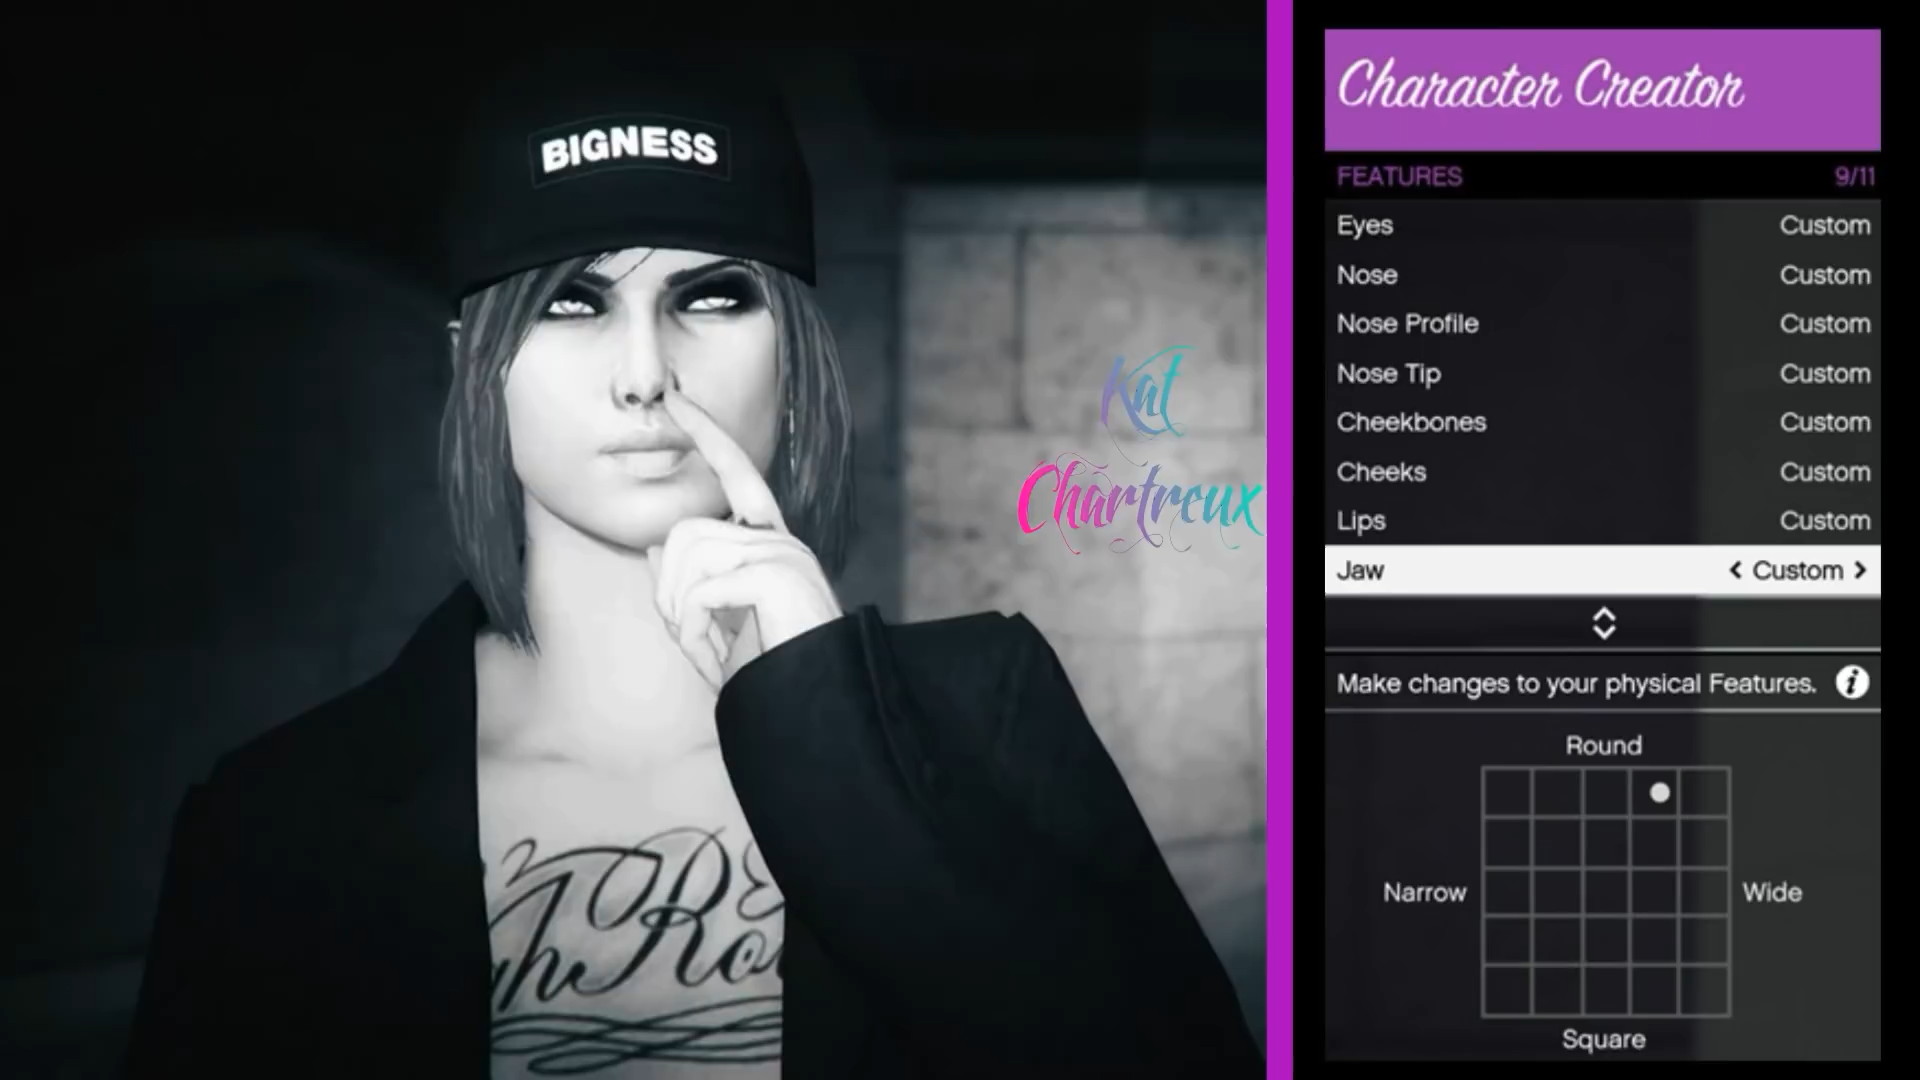 BIGNESS
Kat
Chartreux
Character Creator
FEATURES 9/11
Eyes Custom
Nose Custom
Nose Profile Custom
Nose Tip Custom
Cheekbones Custom
Cheeks Custom
Lips Custom
Jaw < Custom >
Make changes to your physical Features. i
Round
Narrow Wide
Square